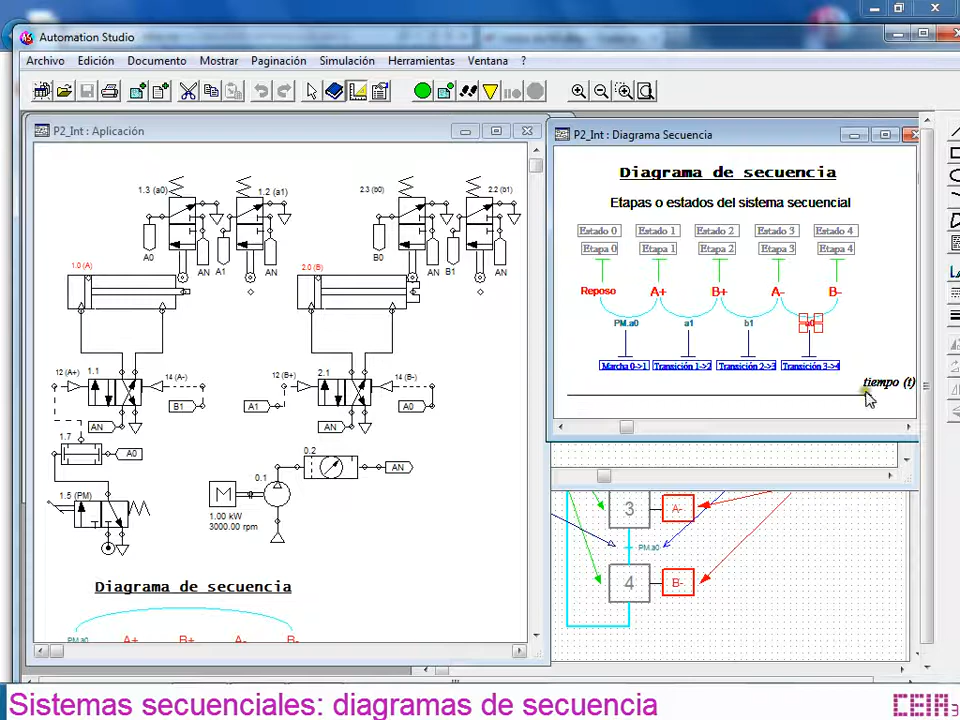 Automation Studio
Archivo Edición Documento Mostrar Paginación Simulación Herramientas Ventana ?
P2_Int : Aplicación
1.3 (a0)
1.2 (a1)
2.3 (b0)
2.2 (b1)
A0
A1
AN
AN
B0
B1
AN
AN
1.0 (A)
2.0 (B)
12 (A+)
1.1
14 (A-)
12 (B+)
2.1
14 (B-)
B1
A1
A0
AN
AN
1.7
A0
0.2
AN
0.1
M
1.5 (PM)
1.00 kW
3000.00 rpm
Diagrama de secuencia
PM.a0 A+ B+ A- B-
P2_Int : Diagrama Secuencia
Diagrama de secuencia
Etapas o estados del sistema secuencial
Estado 0 Estado 1 Estado 2 Estado 3 Estado 4
Etapa 0 Etapa 1 Etapa 2 Etapa 3 Etapa 4
Reposo A+ B+ A- B-
PM.a0 a1 b1 a0
Marcha 0->1 Transición 1->2 Transición 2->3 Transición 3->4
tiempo (t)
3 A-
PM.a0
4 B-
Sistemas secuenciales: diagramas de secuencia
CEIA3